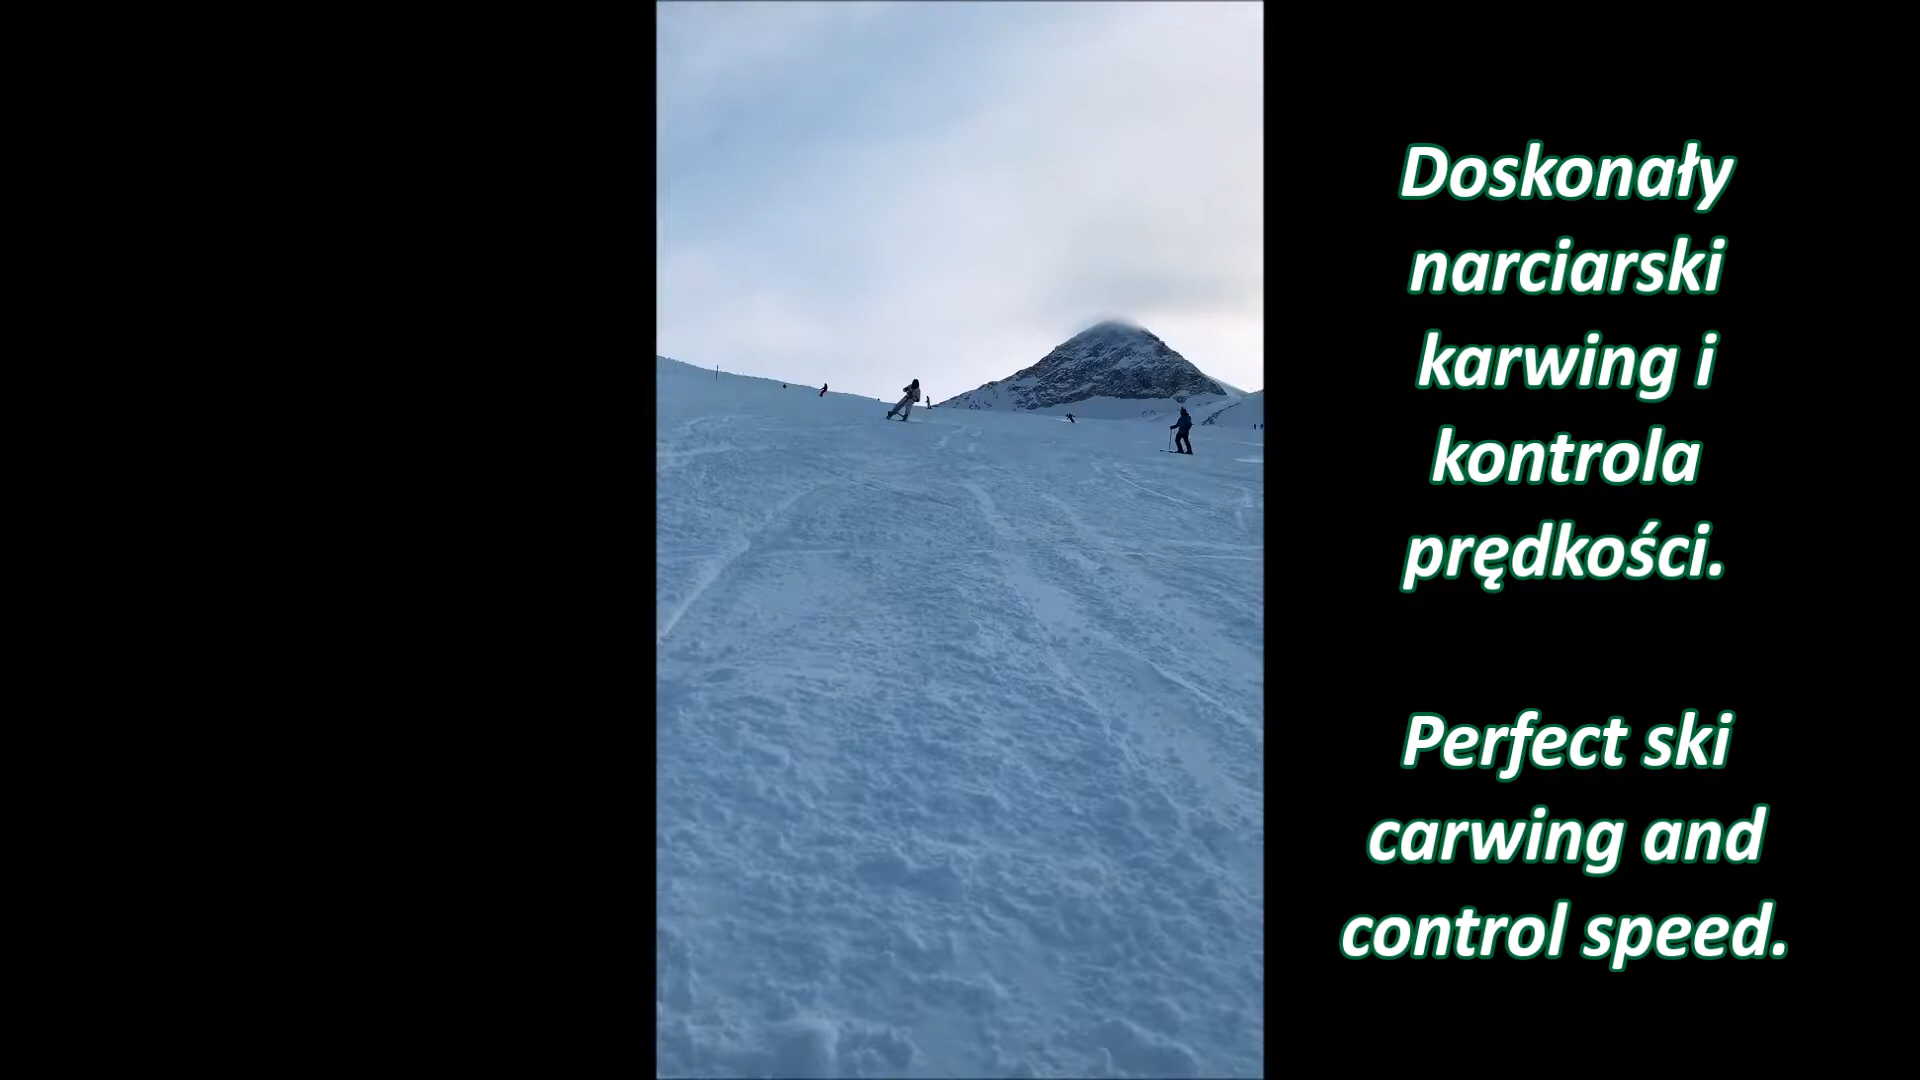 Doskonały
narciarski
karwing i
kontrola
prędkości.
Perfect ski
carwing and
control speed.